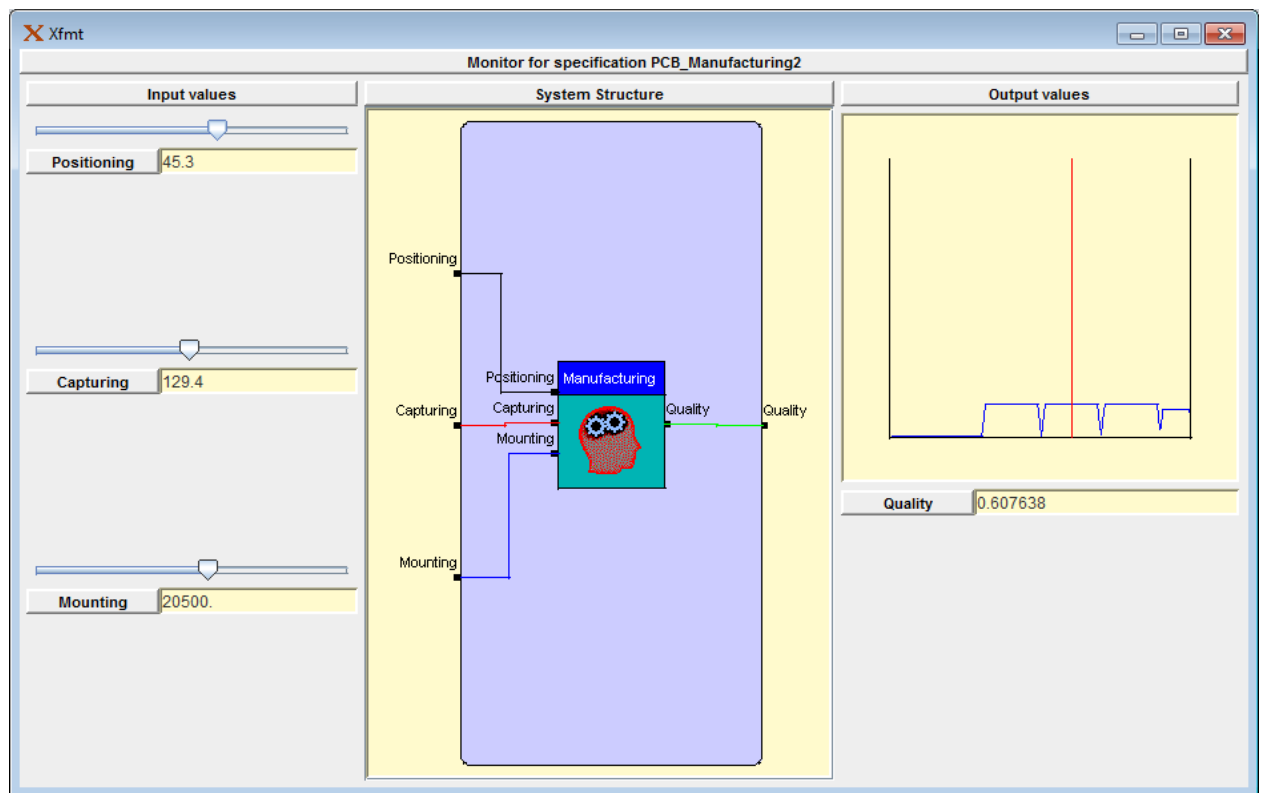 Xfmt
Monitor for specification PCB_Manufacturing2
Input values
System Structure
Output values
Positioning
45.3
Capturing
129.4
Mounting
20500.
Positioning
Positioning
Manufacturing
Capturing
Capturing
Quality
Quality
Mounting
Mounting
Quality
0.607638